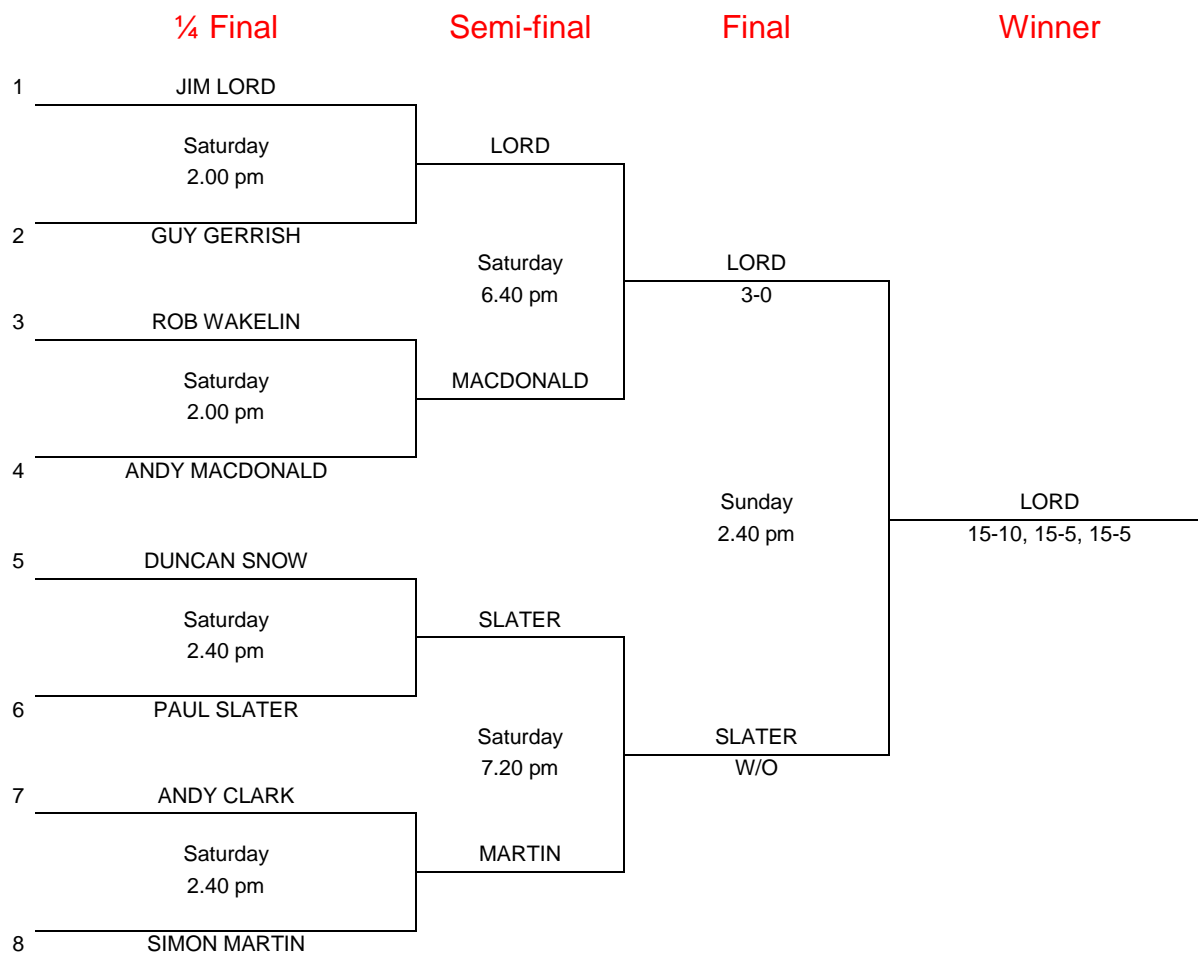 ¼ Final Semi-final Final Winner
1 JIM LORD
Saturday
2.00 pm
LORD
2 GUY GERRISH
Saturday
6.40 pm
LORD
3-0
3 ROB WAKELIN
Saturday
2.00 pm
MACDONALD
4 ANDY MACDONALD
Sunday
2.40 pm
LORD
15-10, 15-5, 15-5
5 DUNCAN SNOW
Saturday
2.40 pm
SLATER
6 PAUL SLATER
Saturday
7.20 pm
SLATER
W/O
7 ANDY CLARK
Saturday
2.40 pm
MARTIN
8 SIMON MARTIN